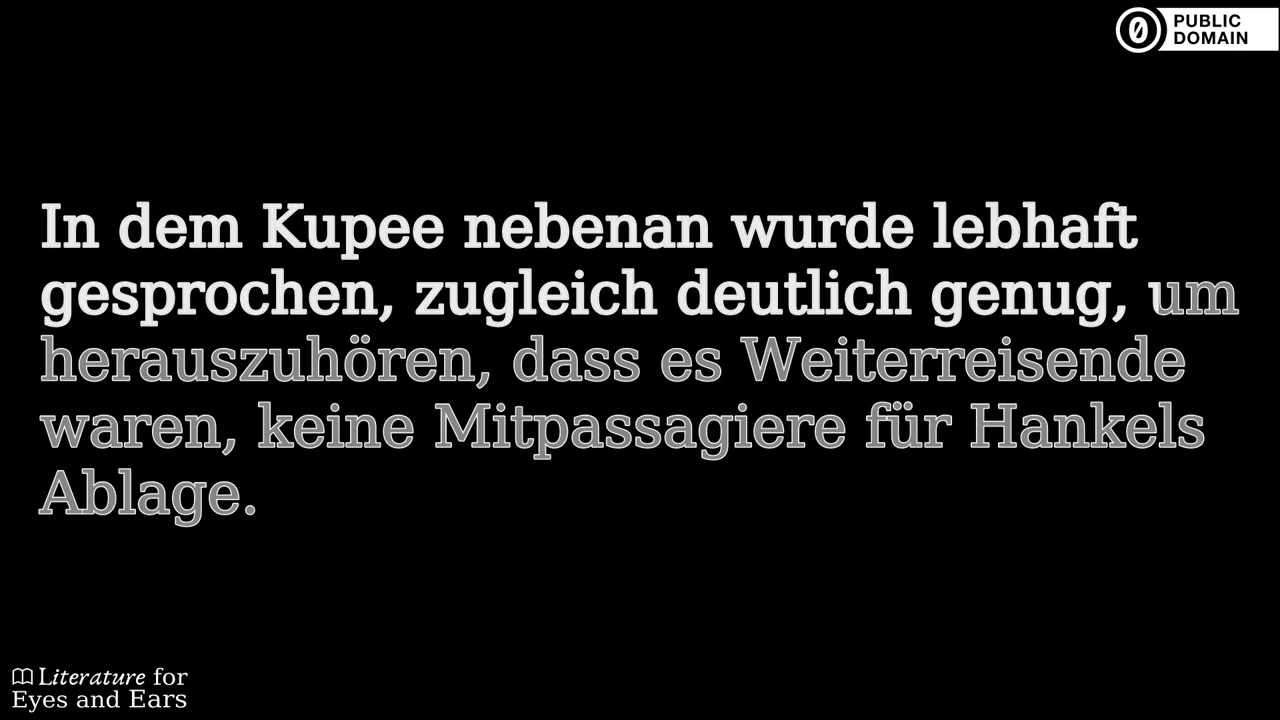 PUBLIC
DOMAIN
In dem Kupee nebenan wurde lebhaft
gesprochen, zugleich deutlich genug, um
herauszuhören, dass es Weiterreisende
waren, keine Mitpassagiere für Hankels
Ablage.
Literature for
Eyes and Ears